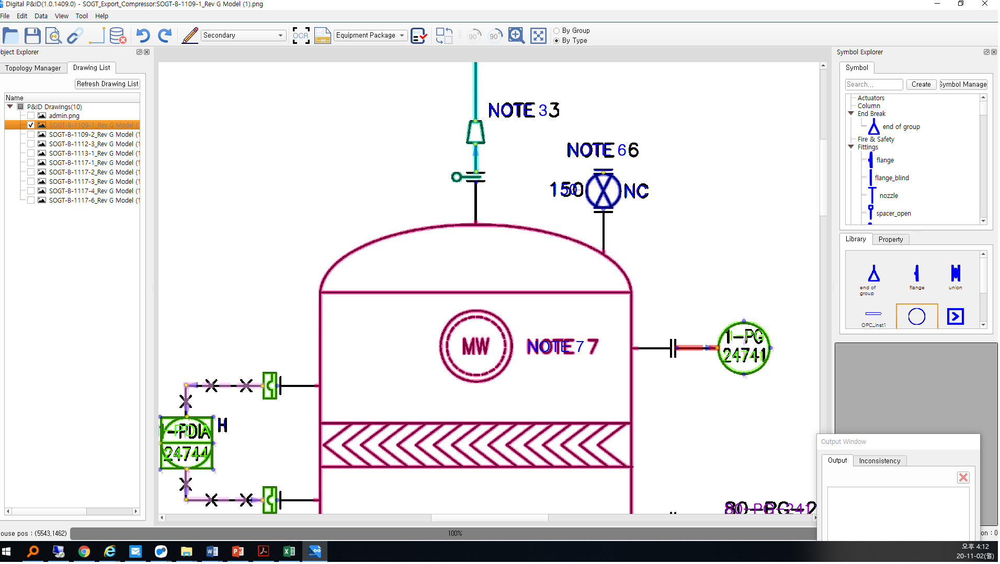 Digital P&ID(1.0.1409.0) - SOGT_Export_Compressor:SOGT-B-1109-1_Rev G Model (1).png
File Edit Data View Tool Help
Secondary
OCR
Equipment Package
90°
90°
By Group
By Type
bject Explorer
Topology Manager
Drawing List
Refresh Drawing List
Name
P&ID Drawings(10)
admin.png
SOGT-B-1109-1_Rev G Model (
SOGT-B-1109-2_Rev G Model (1
SOGT-B-1112-3_Rev G Model (1
SOGT-B-1113-1_Rev G Model (1
SOGT-B-1117-1_Rev G Model (1
SOGT-B-1117-2_Rev G Model (1
SOGT-B-1117-3_Rev G Model (1
SOGT-B-1117-4_Rev G Model (1
SOGT-B-1117-6_Rev G Model (1
NOTE 3 3
NOTE 6 6
150
NC
MW
NOTE 7 7
1-PG
24741
1-PDIA
24744
H
80-PG-241
Symbol Explorer
Symbol
Search...
Create
Symbol Manage
Actuators
Column
End Break
end of group
Fire & Safety
Fittings
flange
flange_blind
nozzle
spacer_open
Library
Property
end of
group
flange
union
OPC_inst1
Output Window
Output
Inconsistency
ouse pos : (5543,1462)
100%
on : 0
오후 4:12
20-11-02(월)